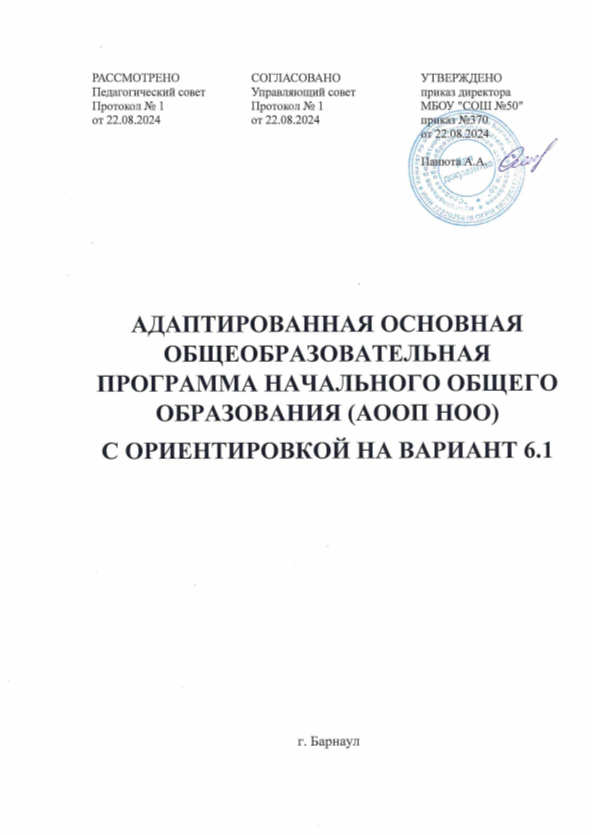 РАССМОТРЕНО
Педагогический совет
Протокол № 1
от 22.08.2024
СОГЛАСОВАНО
Управляющий совет
Протокол № 1
от 22.08.2024
УТВЕРЖДЕНО
приказ директора
МБОУ "СОШ №50"
приказ №370
от 22.08.2024
Панюта А.А.
АДАПТИРОВАННАЯ ОСНОВНАЯ
ОБЩЕОБРАЗОВАТЕЛЬНАЯ
ПРОГРАММА НАЧАЛЬНОГО ОБЩЕГО
ОБРАЗОВАНИЯ (АООП НОО)
С ОРИЕНТИРОВКОЙ НА ВАРИАНТ 6.1
г. Барнаул